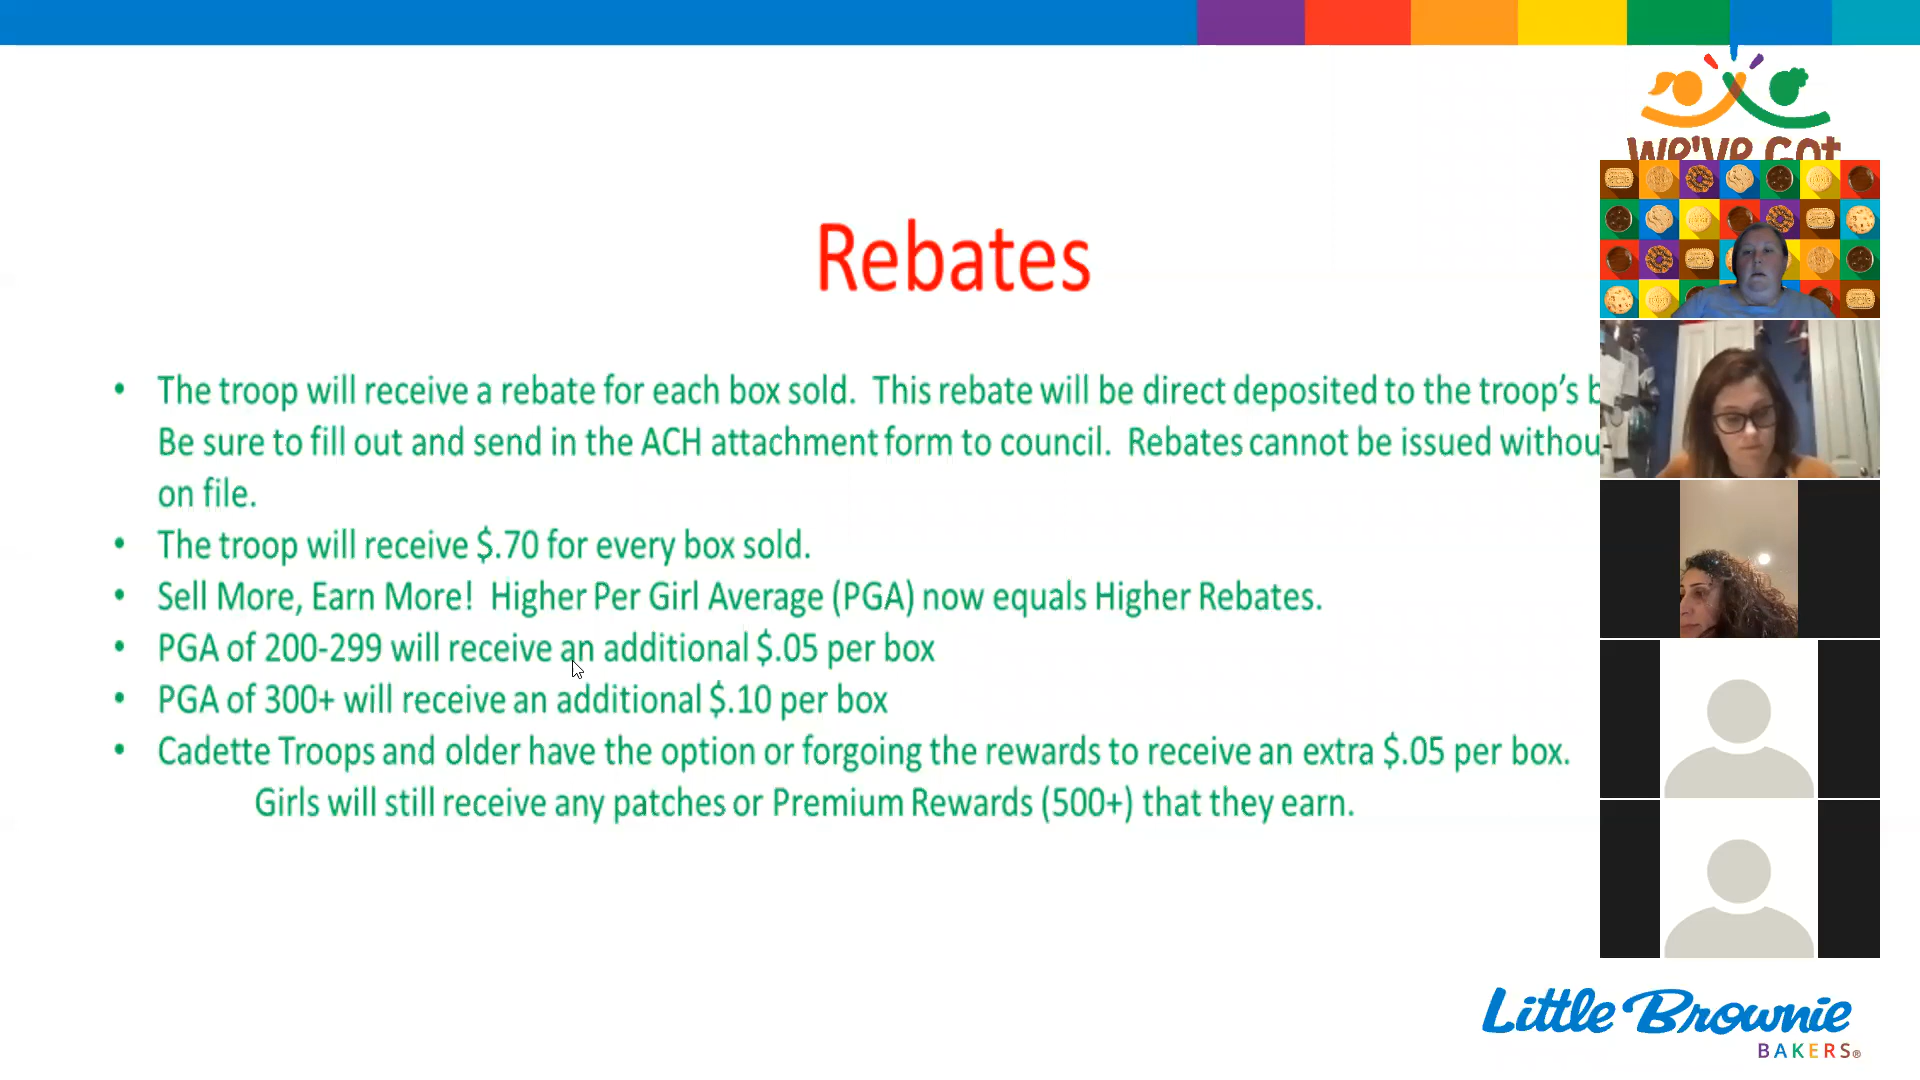 we've Got
Rebates
• The troop will receive a rebate for each box sold. This rebate will be direct deposited to the troop's
Be sure to fill out and send in the ACH attachment form to council. Rebates cannot be issued
on file.
• The troop will receive $.70 for every box sold.
• Sell More, Earn More! Higher Per Girl Average (PGA) now equals Higher Rebates.
• PGA of 200-299 will receive an additional $.05 per box
• PGA of 300+ will receive an additional $.10 per box
• Cadette Troops and older have the option or forgoing the rewards to receive an extra $.05 per box.
Girls will still receive any patches or Premium Rewards (500+) that they earn.
Little Brownie
BAKERS®